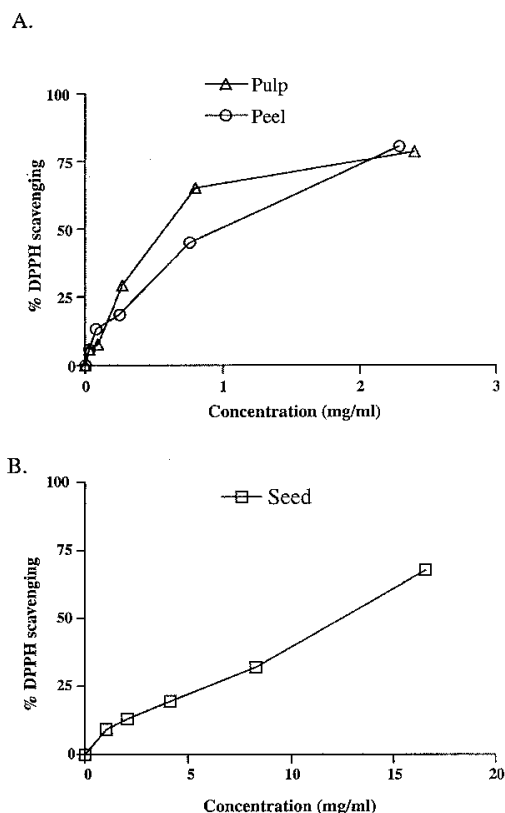 A.
Pulp
Peel
100
75
50
25
0
% DPPH scavenging
0 1 2 3
Concentration (mg/ml)
B.
Seed
100
75
50
25
0
% DPPH scavenging
0 5 10 15 20
Concentration (mg/ml)